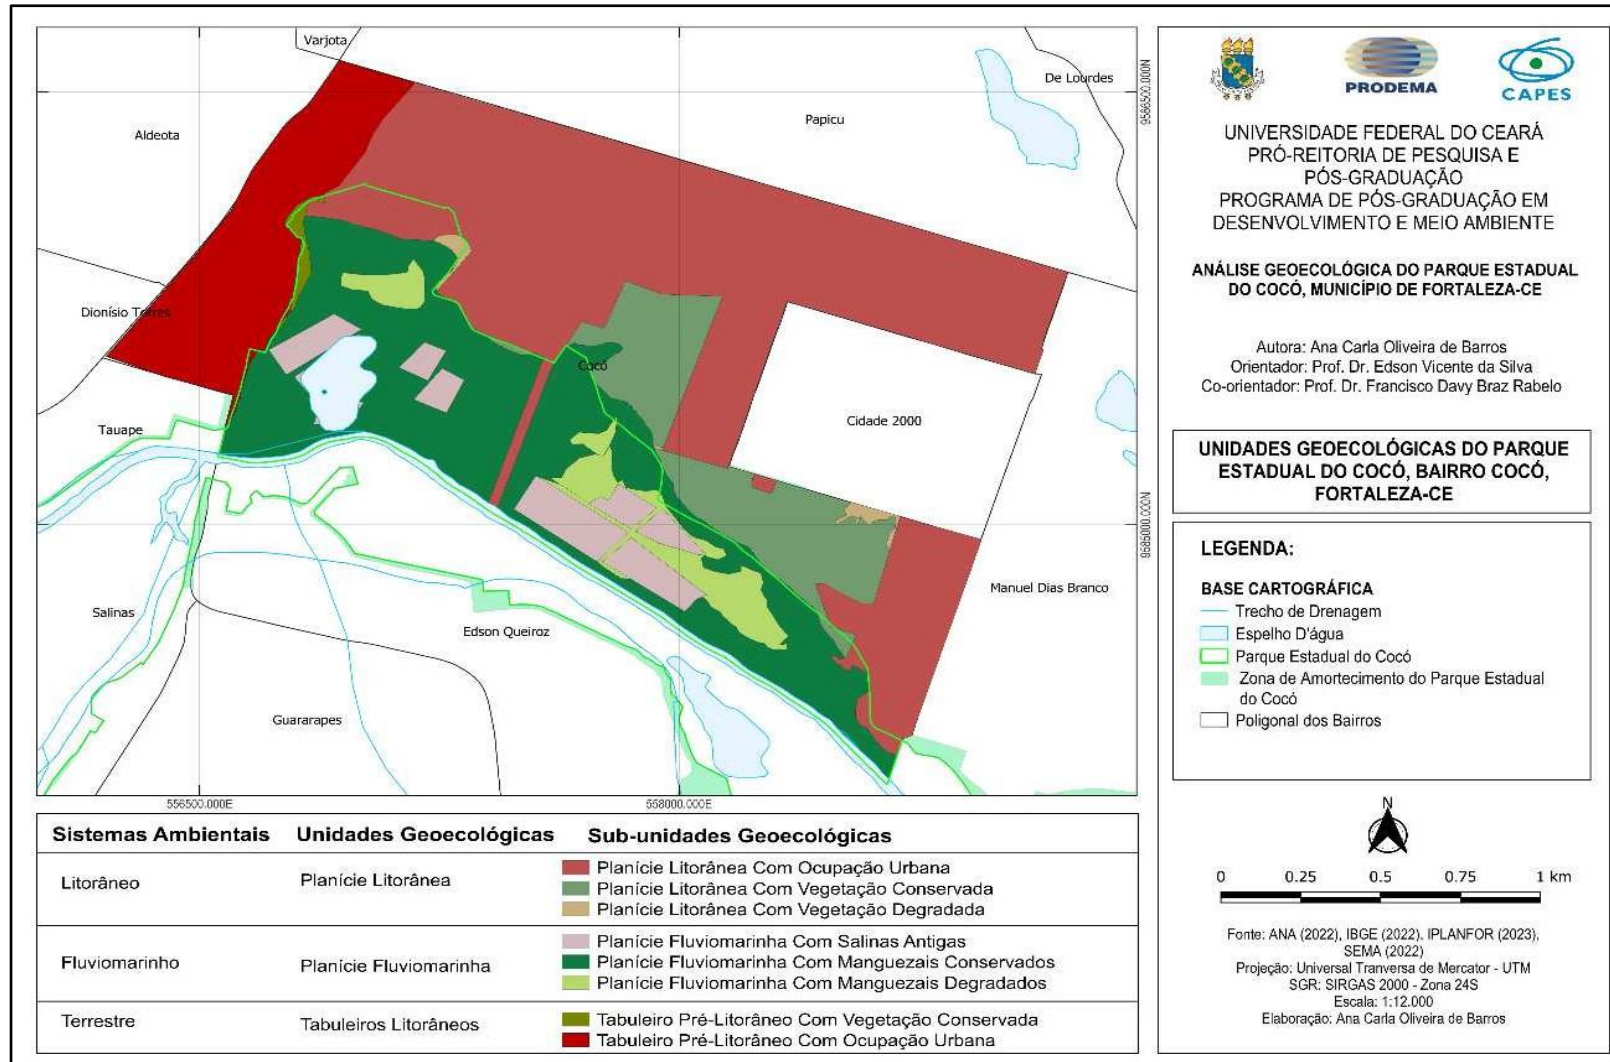 Varjota
De Lourdes
Papicu
Aldeota
Dionísio Torres
Cocó
Cidade 2000
Tauape
Manuel Dias Branco
Salinas
Edson Queiroz
Guararapes
9586500.000N
9585000.000N
556500.000E
558000.000E
Sistemas Ambientais Unidades Geoecológicas Sub-unidades Geoecológicas
Litorâneo Planície Litorânea
Planície Litorânea Com Ocupação Urbana
Planície Litorânea Com Vegetação Conservada
Planície Litorânea Com Vegetação Degradada
Fluviomarinho Planície Fluviomarinha
Planície Fluviomarinha Com Salinas Antigas
Planície Fluviomarinha Com Manguezais Conservados
Planície Fluviomarinha Com Manguezais Degradados
Terrestre Tabuleiros Litorâneos
Tabuleiro Pré-Litorâneo Com Vegetação Conservada
Tabuleiro Pré-Litorâneo Com Ocupação Urbana
PRODEMA
CAPES
UNIVERSIDADE FEDERAL DO CEARÁ
PRÓ-REITORIA DE PESQUISA E
PÓS-GRADUAÇÃO
PROGRAMA DE PÓS-GRADUAÇÃO EM
DESENVOLVIMENTO E MEIO AMBIENTE
ANÁLISE GEOECOLÓGICA DO PARQUE ESTADUAL
DO COCÓ, MUNICÍPIO DE FORTALEZA-CE
Autora: Ana Carla Oliveira de Barros
Orientador: Prof. Dr. Edson Vicente da Silva
Co-orientador: Prof. Dr. Francisco Davy Braz Rabelo
UNIDADES GEOECOLÓGICAS DO PARQUE
ESTADUAL DO COCÓ, BAIRRO COCÓ,
FORTALEZA-CE
LEGENDA:
BASE CARTOGRÁFICA
Trecho de Drenagem
Espelho D'água
Parque Estadual do Cocó
Zona de Amortecimento do Parque Estadual
do Cocó
Poligonal dos Bairros
N
0 0.25 0.5 0.75 1 km
Fonte: ANA (2022), IBGE (2022), IPLANFOR (2023),
SEMA (2022)
Projeção: Universal Tranversa de Mercator - UTM
SGR: SIRGAS 2000 - Zona 24S
Escala: 1:12.000
Elaboração: Ana Carla Oliveira de Barros